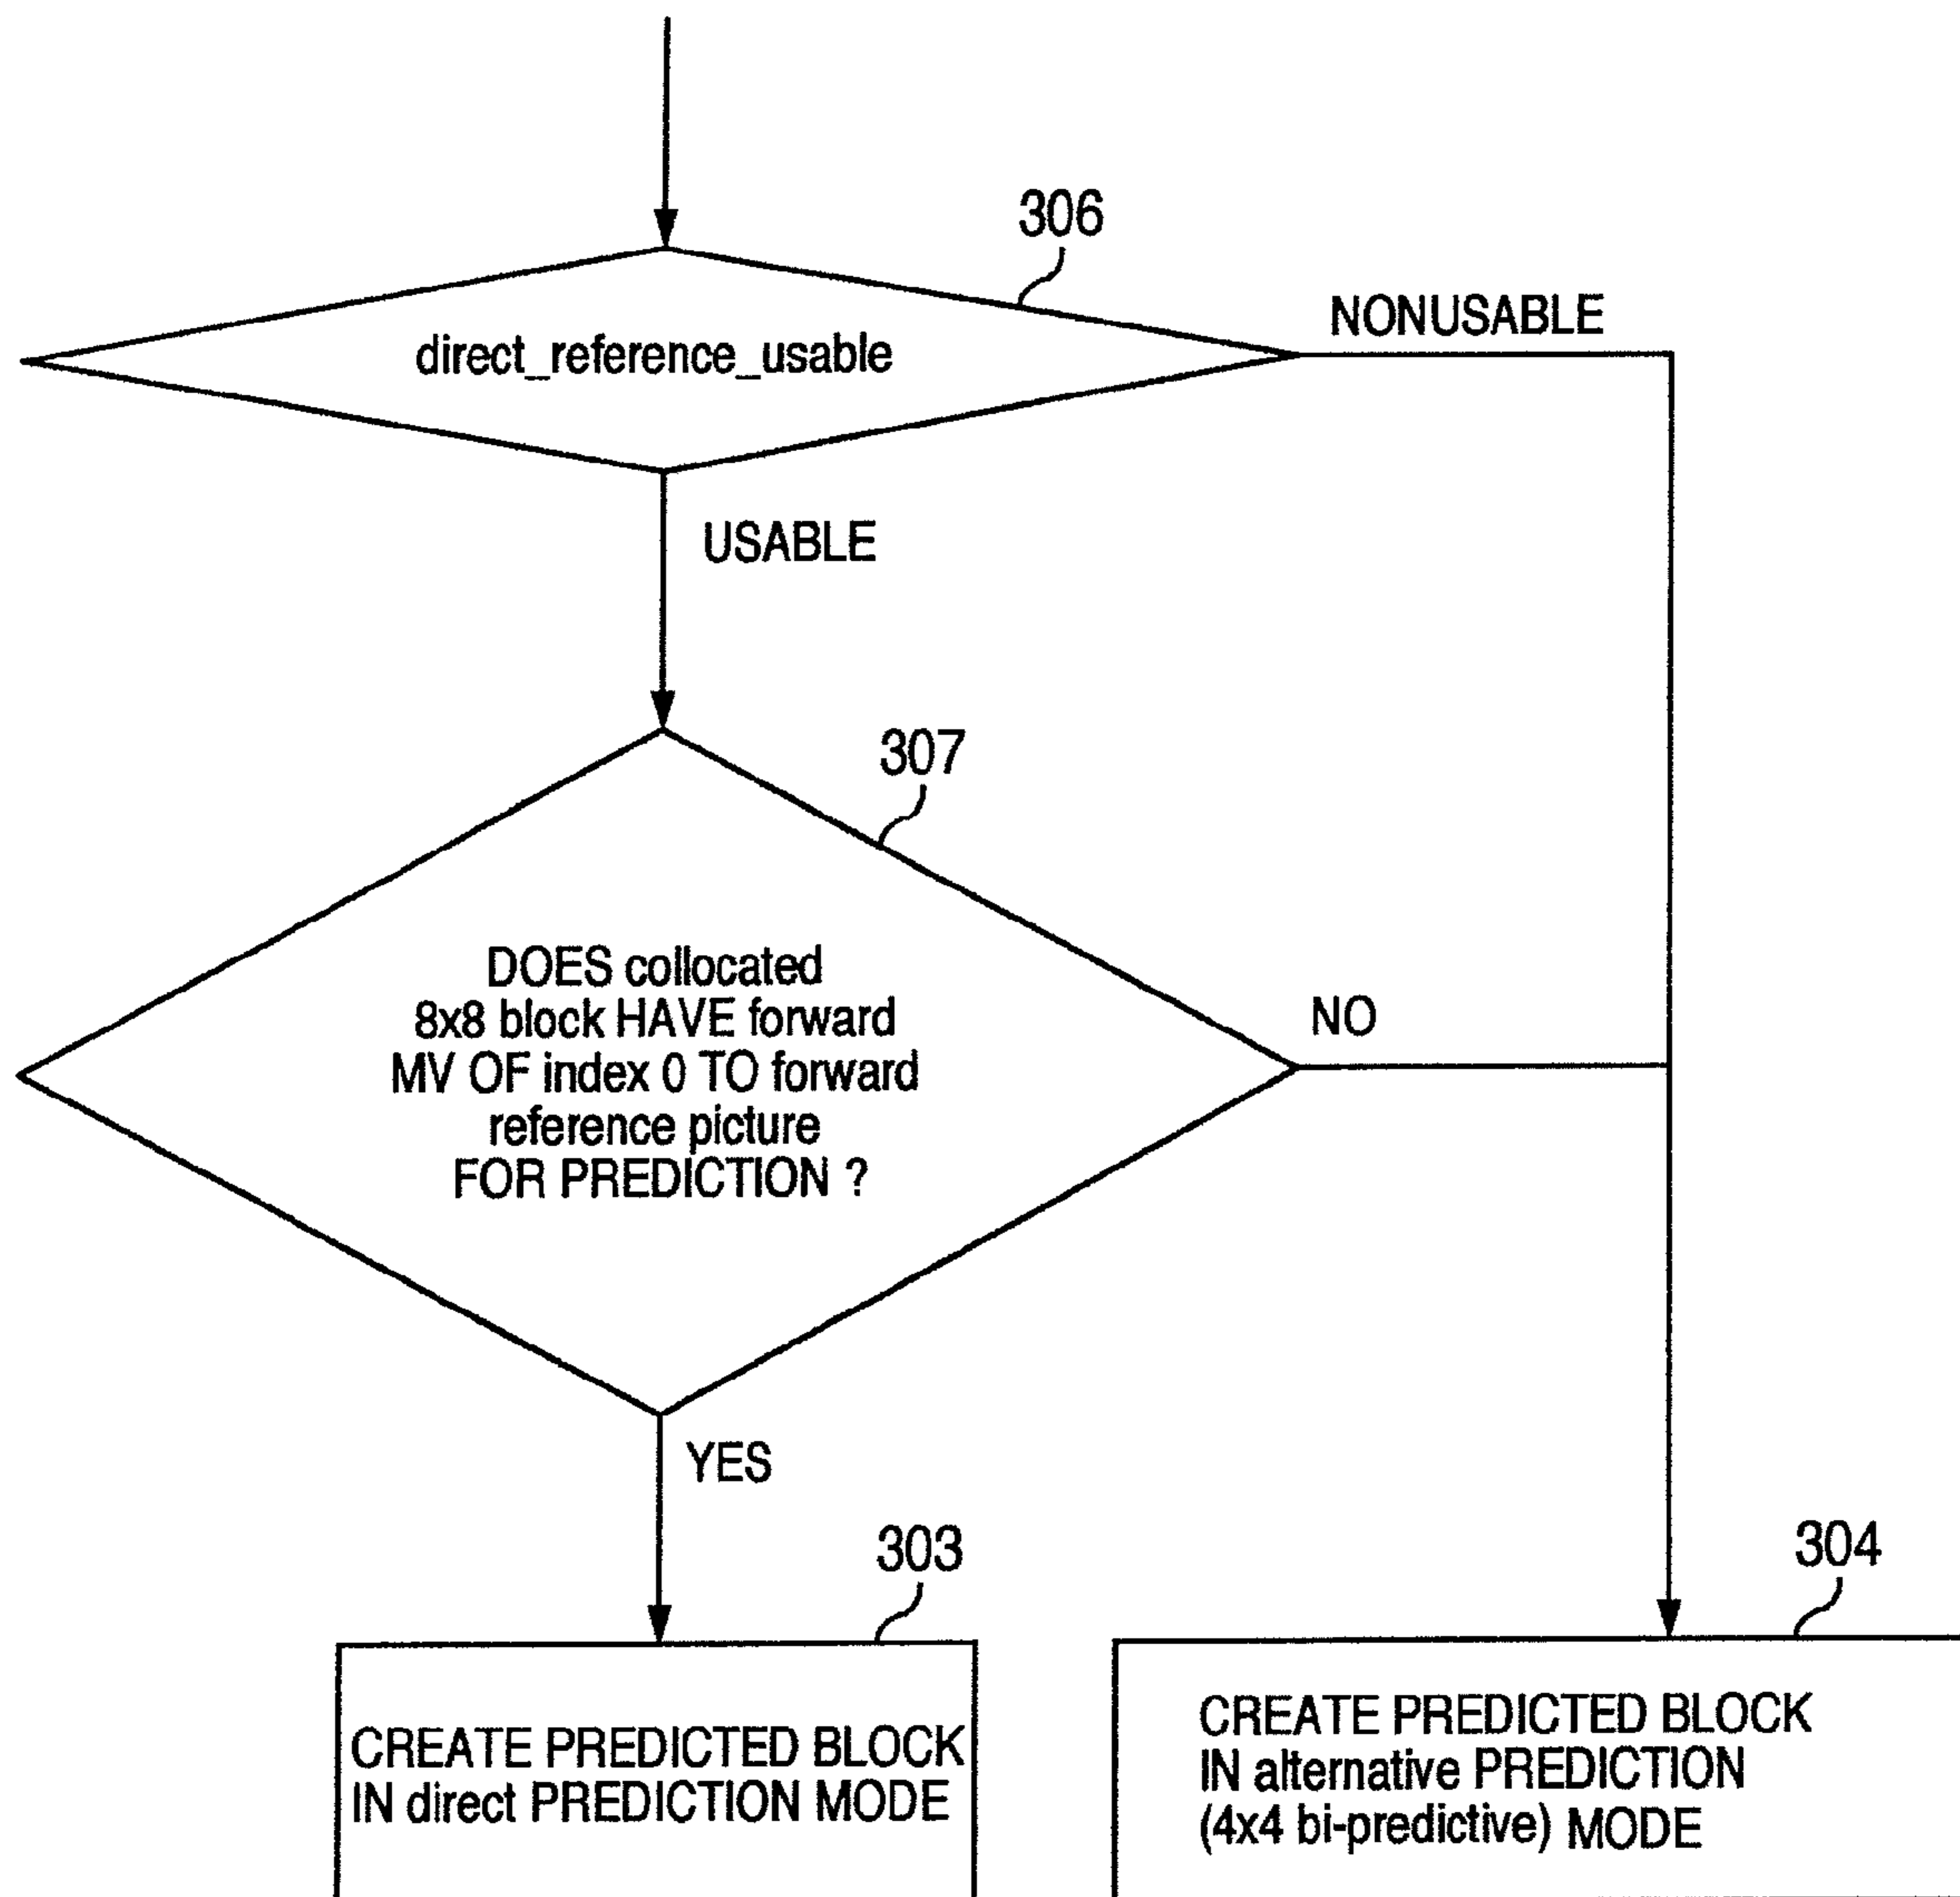 306
direct_reference_usable
NONUSABLE
USABLE
307
DOES collocated
8x8 block HAVE forward
MV OF index 0 TO forward
reference picture
FOR PREDICTION ?
NO
YES
303
304
CREATE PREDICTED BLOCK
IN direct PREDICTION MODE
CREATE PREDICTED BLOCK
IN alternative PREDICTION
(4x4 bi-predictive) MODE